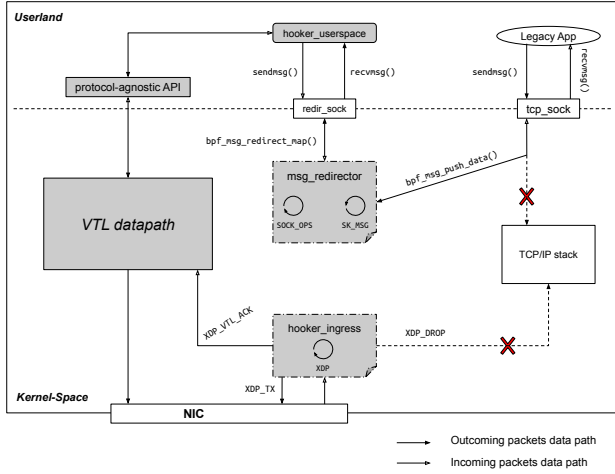 Userland
hooker_userspace
Legacy App
sendmsg()
recvmsg()
sendmsg()
recvmsg()
protocol-agnostic API
redir_sock
tcp_sock
bpf_msg_redirect_map()
bpf_msg_push_data()
msg_redirector
SOCK_OPS
SK_MSG
VTL datapath
TCP/IP stack
XDP_VTL_ACK
hooker_ingress
XDP
XDP_DROP
XDP_TX
Kernel-Space
NIC
Outcoming packets data path
Incoming packets data path